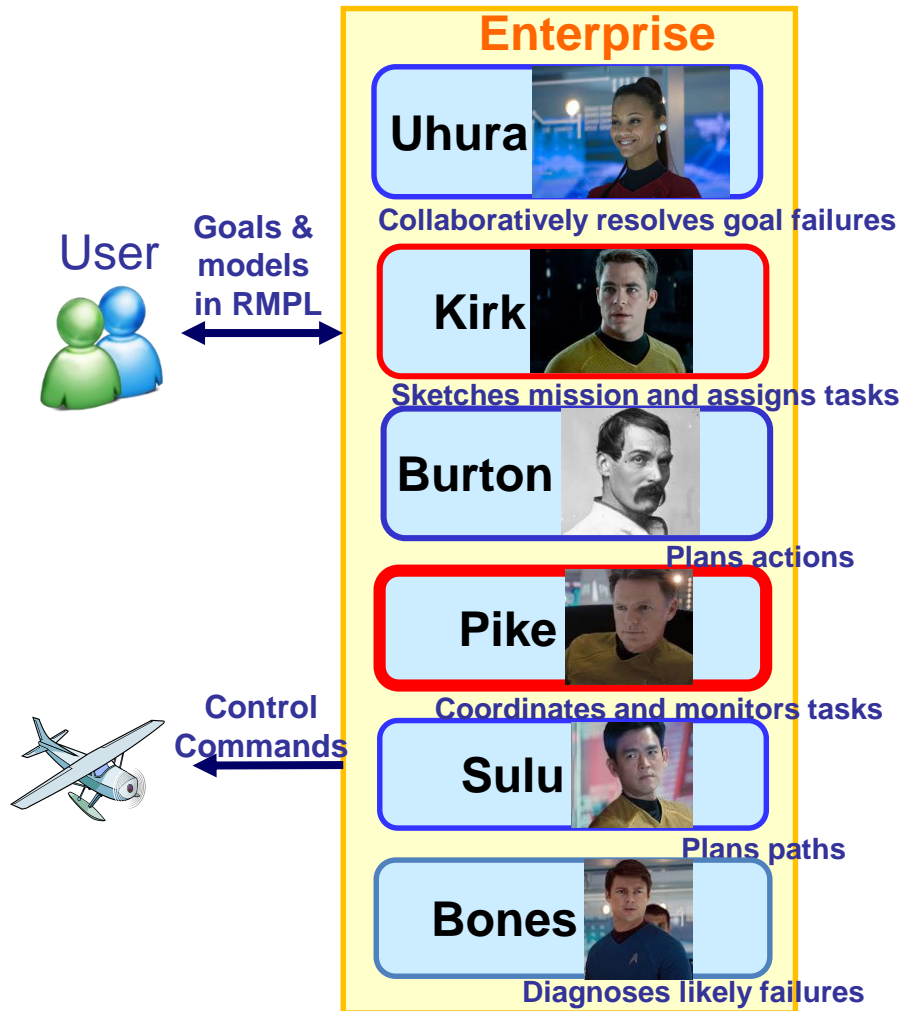 Enterprise
Uhura
Collaboratively resolves goal failures
User
Goals &
models
in RMPL
Kirk
Sketches mission and assigns tasks
Burton
Plans actions
Pike
Coordinates and monitors tasks
Control
Commands
Sulu
Plans paths
Bones
Diagnoses likely failures